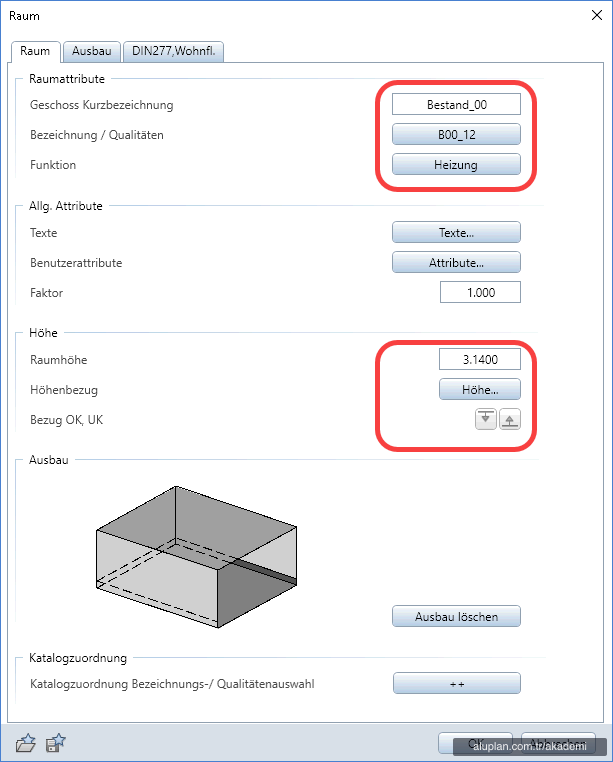 Raum
Raum Ausbau DIN277,Wohnfl.
Raumattribute
Geschoss Kurzbezeichnung Bestand_00
Bezeichnung / Qualitäten B00_12
Funktion Heizung
Allg. Attribute
Texte Texte...
Benutzerattribute Attribute...
Faktor 1.000
Höhe
Raumhöhe 3.1400
Höhenbezug Höhe...
Bezug OK, UK
Ausbau
Ausbau löschen
Katalogzuordnung
Katalogzuordnung Bezeichnungs-/ Qualitätenauswahl ++
aluplan.com.tr/akademi